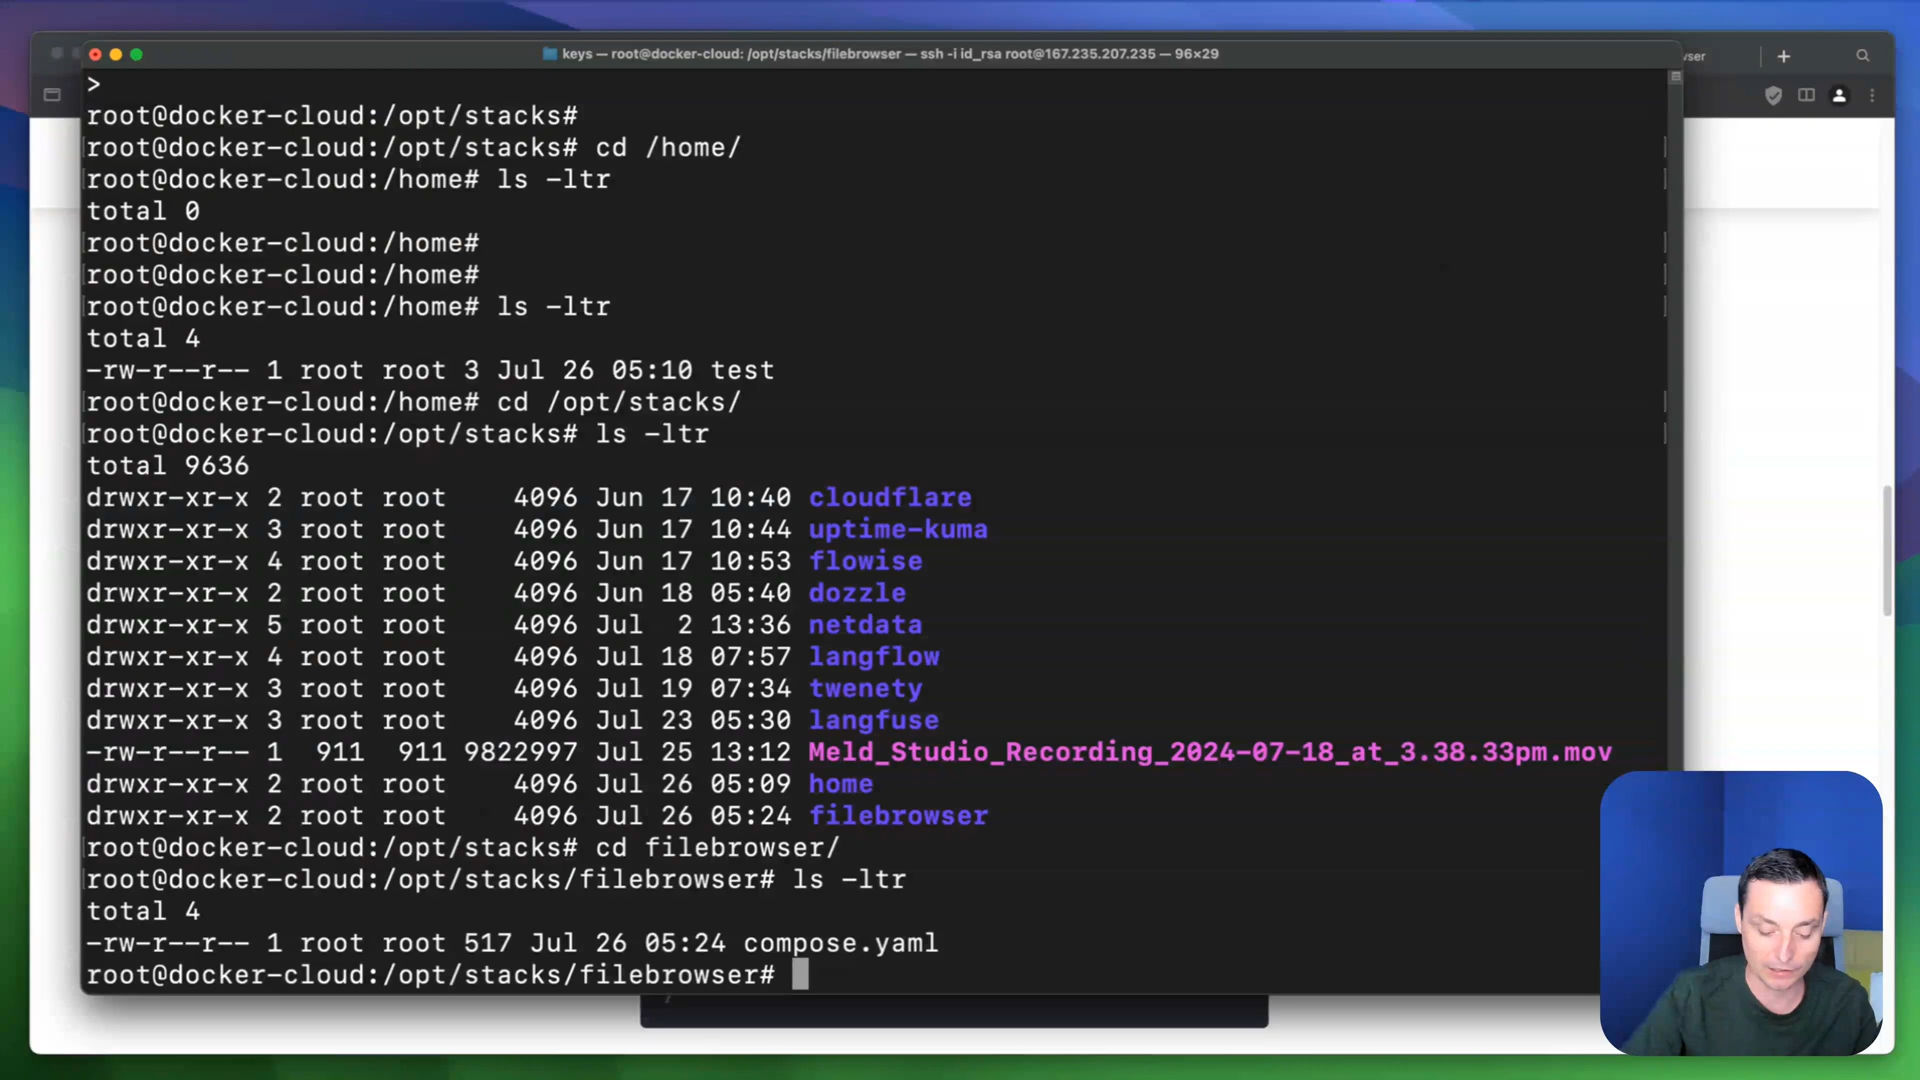 keys — root@docker-cloud: /opt/stacks/filebrowser — ssh -i id_rsa root@167.235.207.235 — 96×29
ser
>
root@docker-cloud:/opt/stacks#
root@docker-cloud:/opt/stacks# cd /home/
root@docker-cloud:/home# ls -ltr
total 0
root@docker-cloud:/home#
root@docker-cloud:/home#
root@docker-cloud:/home# ls -ltr
total 4
-rw-r--r-- 1 root root 3 Jul 26 05:10 test
root@docker-cloud:/home# cd /opt/stacks/
root@docker-cloud:/opt/stacks# ls -ltr
total 9636
drwxr-xr-x 2 root root    4096 Jun 17 10:40 cloudflare
drwxr-xr-x 3 root root    4096 Jun 17 10:44 uptime-kuma
drwxr-xr-x 4 root root    4096 Jun 17 10:53 flowise
drwxr-xr-x 2 root root    4096 Jun 18 05:40 dozzle
drwxr-xr-x 5 root root    4096 Jul  2 13:36 netdata
drwxr-xr-x 4 root root    4096 Jul 18 07:57 langflow
drwxr-xr-x 3 root root    4096 Jul 19 07:34 twenety
drwxr-xr-x 3 root root    4096 Jul 23 05:30 langfuse
-rw-r--r-- 1  911  911 9822997 Jul 25 13:12 Meld_Studio_Recording_2024-07-18_at_3.38.33pm.mov
drwxr-xr-x 2 root root    4096 Jul 26 05:09 home
drwxr-xr-x 2 root root    4096 Jul 26 05:24 filebrowser
root@docker-cloud:/opt/stacks# cd filebrowser/
root@docker-cloud:/opt/stacks/filebrowser# ls -ltr
total 4
-rw-r--r-- 1 root root 517 Jul 26 05:24 compose.yaml
root@docker-cloud:/opt/stacks/filebrowser#